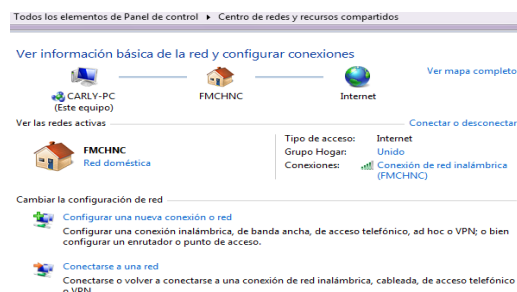 Todos los elementos de Panel de control ▸ Centro de redes y recursos compartidos
Ver información básica de la red y configurar conexiones
Ver mapa completo
CARLY-PC
(Este equipo)
FMCHNC
Internet
Ver las redes activas
Conectar o desconectar
FMCHNC
Red doméstica
Tipo de acceso: Internet
Grupo Hogar: Unido
Conexiones: Conexión de red inalámbrica
(FMCHNC)
Cambiar la configuración de red
Configurar una nueva conexión o red
Configurar una conexión inalámbrica, de banda ancha, de acceso telefónico, ad hoc o VPN; o bien
configurar un enrutador o punto de acceso.
Conectarse a una red
Conectarse o volver a conectarse a una conexión de red inalámbrica, cableada, de acceso telefónico
o VPN